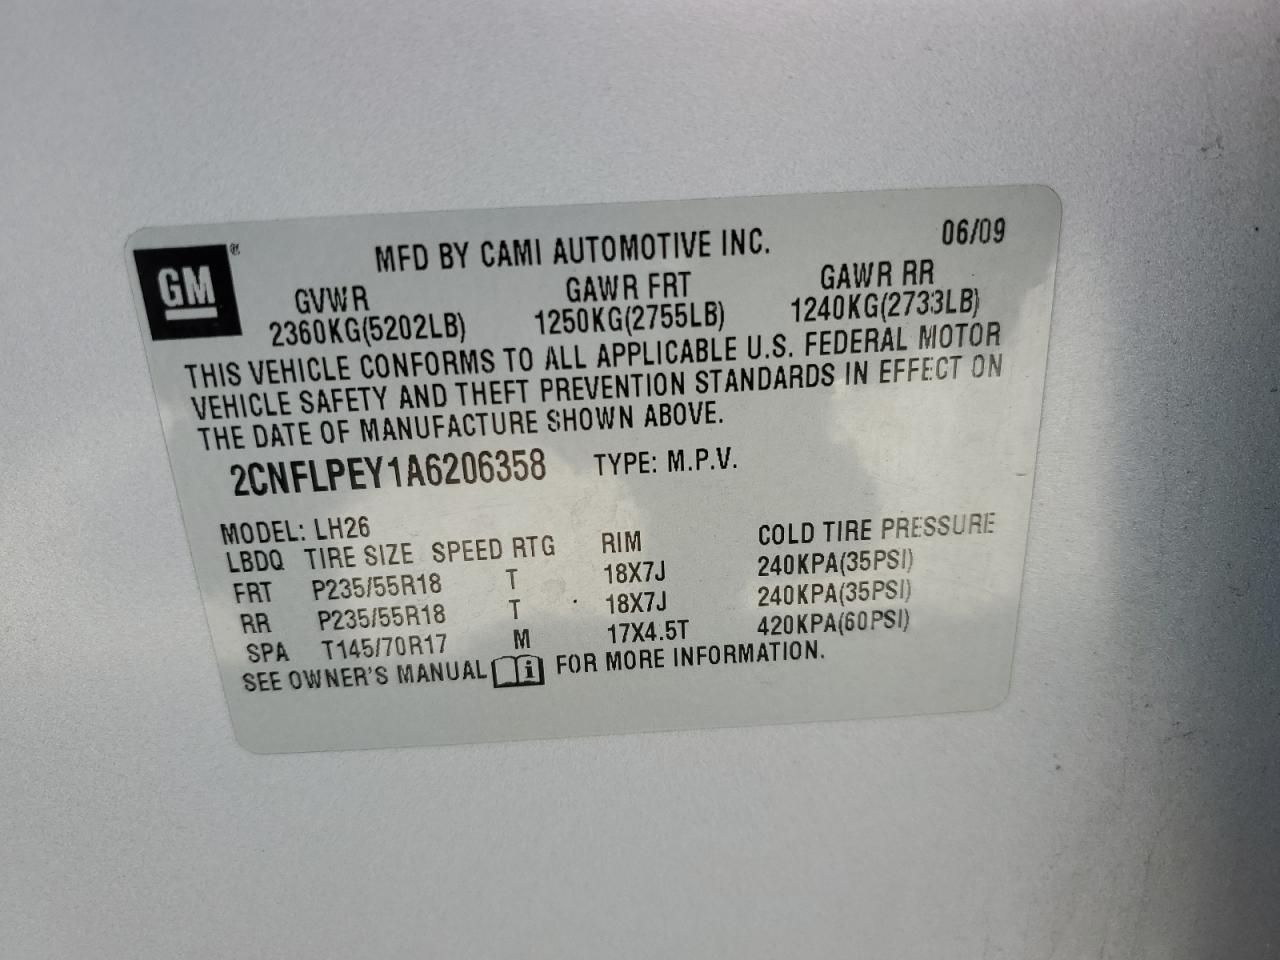 GM®
MFD BY CAMI AUTOMOTIVE INC. 06/09
GVWR GAWR FRT GAWR RR
2360KG(5202LB) 1250KG(2755LB) 1240KG(2733LB)
THIS VEHICLE CONFORMS TO ALL APPLICABLE U.S. FEDERAL MOTOR
VEHICLE SAFETY AND THEFT PREVENTION STANDARDS IN EFFECT ON
THE DATE OF MANUFACTURE SHOWN ABOVE.
2CNFLPEY1A6206358 TYPE: M.P.V.
MODEL: LH26
LBDQ TIRE SIZE SPEED RTG RIM COLD TIRE PRESSURE
FRT P235/55R18 T 18X7J 240KPA(35PSI)
RR P235/55R18 T 18X7J 240KPA(35PSI)
SPA T145/70R17 M 17X4.5T 420KPA(60PSI)
SEE OWNER'S MANUAL i FOR MORE INFORMATION.